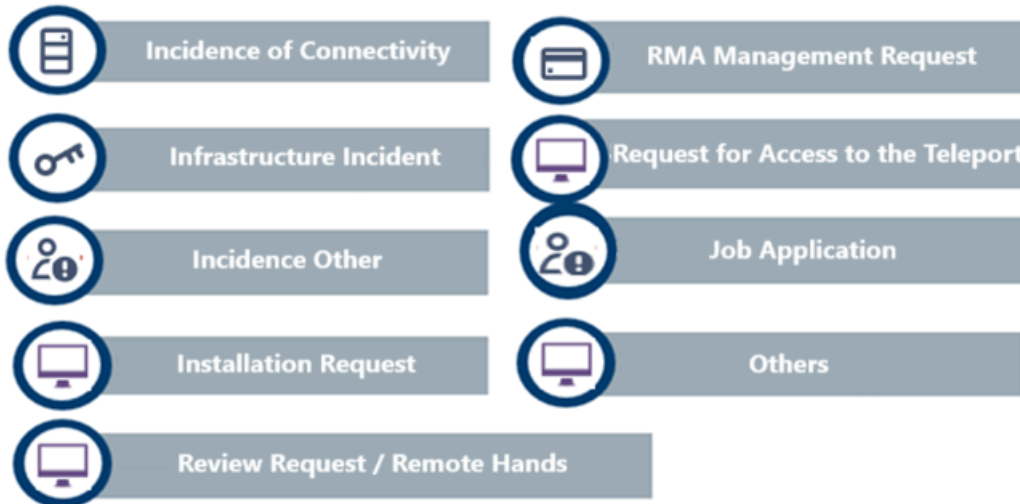 Incidence of Connectivity
Infrastructure Incident
Incidence Other
Installation Request
Review Request / Remote Hands
RMA Management Request
Request for Access to the Teleport
Job Application
Others